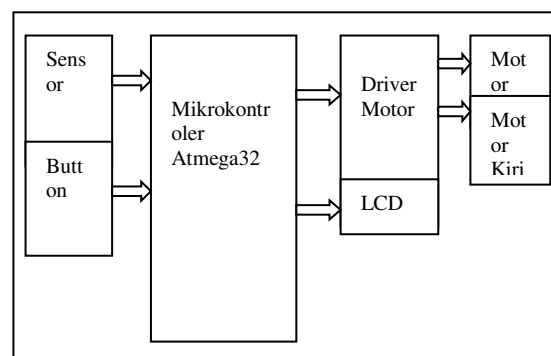 Sens
or
Butt
on
Mikrokontr
oler
Atmega32
Driver
Motor
LCD
Mot
or
Mot
or
Kiri